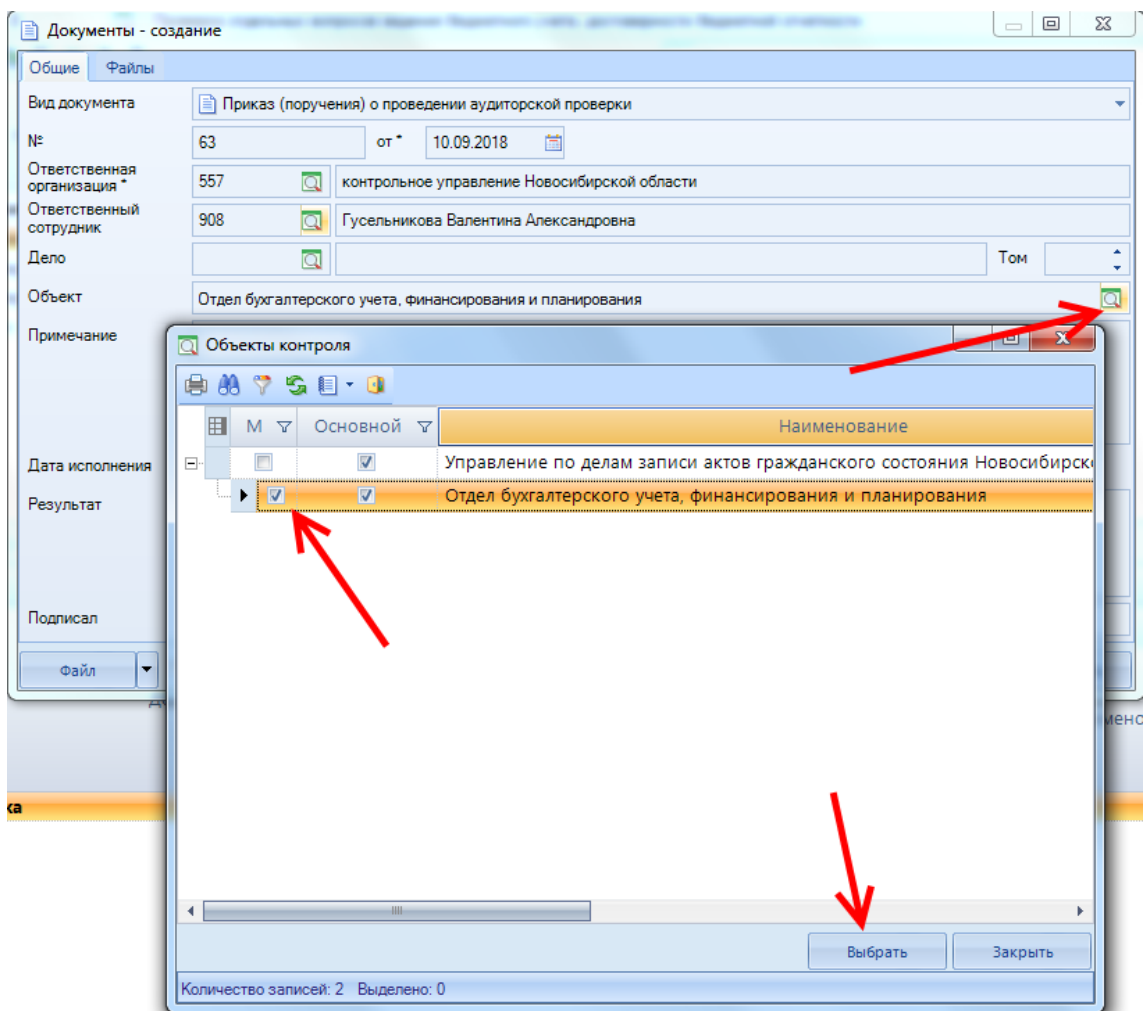 Документы - создание
Общие Файлы
Вид документа Приказ (поручения) о проведении аудиторской проверки
№ 63 от * 10.09.2018
Ответственная организация * 557 контрольное управление Новосибирской области
Ответственный сотрудник 908 Гусельникова Валентина Александровна
Дело Том
Объект Отдел бухгалтерского учета, финансирования и планирования
Примечание
Объекты контроля
М Основной Наименование
Управление по делам записи актов гражданского состояния Новосибирск
Отдел бухгалтерского учета, финансирования и планирования
Дата исполнения
Результат
Подписал
Файл
Выбрать Закрыть
Количество записей: 2 Выделено: 0